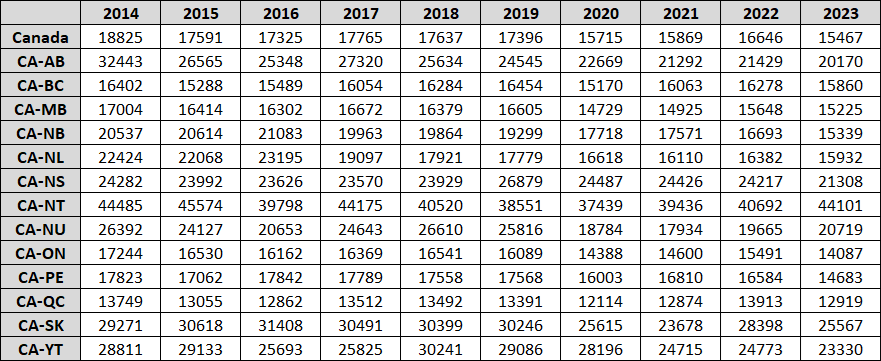 2014 2015 2016 2017 2018 2019 2020 2021 2022 2023
Canada 18825 17591 17325 17765 17637 17396 15715 15869 16646 15467
CA-AB 32443 26565 25348 27320 25634 24545 22669 21292 21429 20170
CA-BC 16402 15288 15489 16054 16284 16454 15170 16063 16278 15860
CA-MB 17004 16414 16302 16672 16379 16605 14729 14925 15648 15225
CA-NB 20537 20614 21083 19963 19864 19299 17718 17571 16693 15339
CA-NL 22424 22068 23195 19097 17921 17779 16618 16110 16382 15932
CA-NS 24282 23992 23626 23570 23929 26879 24487 24426 24217 21308
CA-NT 44485 45574 39798 44175 40520 38551 37439 39436 40692 44101
CA-NU 26392 24127 20653 24643 26610 25816 18784 17934 19665 20719
CA-ON 17244 16530 16162 16369 16541 16089 14388 14600 15491 14087
CA-PE 17823 17062 17842 17789 17558 17568 16003 16810 16584 14683
CA-QC 13749 13055 12862 13512 13492 13391 12114 12874 13913 12919
CA-SK 29271 30618 31408 30491 30399 30246 25615 23678 28398 25567
CA-YT 28811 29133 25693 25825 30241 29086 28196 24715 24773 23330